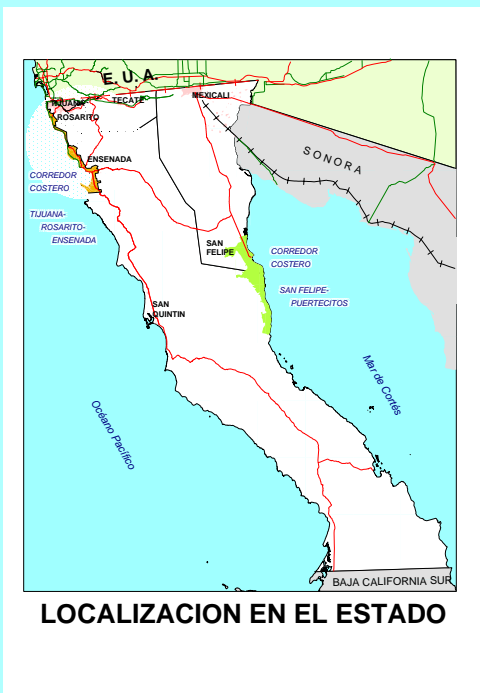 E. U. A.
TIJUANA
TECATE
MEXICALI
ROSARITO
SONORA
ENSENADA
CORREDOR
COSTERO
TIJUANA-
ROSARITO-
ENSENADA
SAN
FELIPE
CORREDOR
COSTERO
SAN FELIPE-
PUERTECITOS
SAN
QUINTIN
Mar de Cortés
Océano Pacífico
BAJA CALIFORNIA SUR
LOCALIZACION EN EL ESTADO